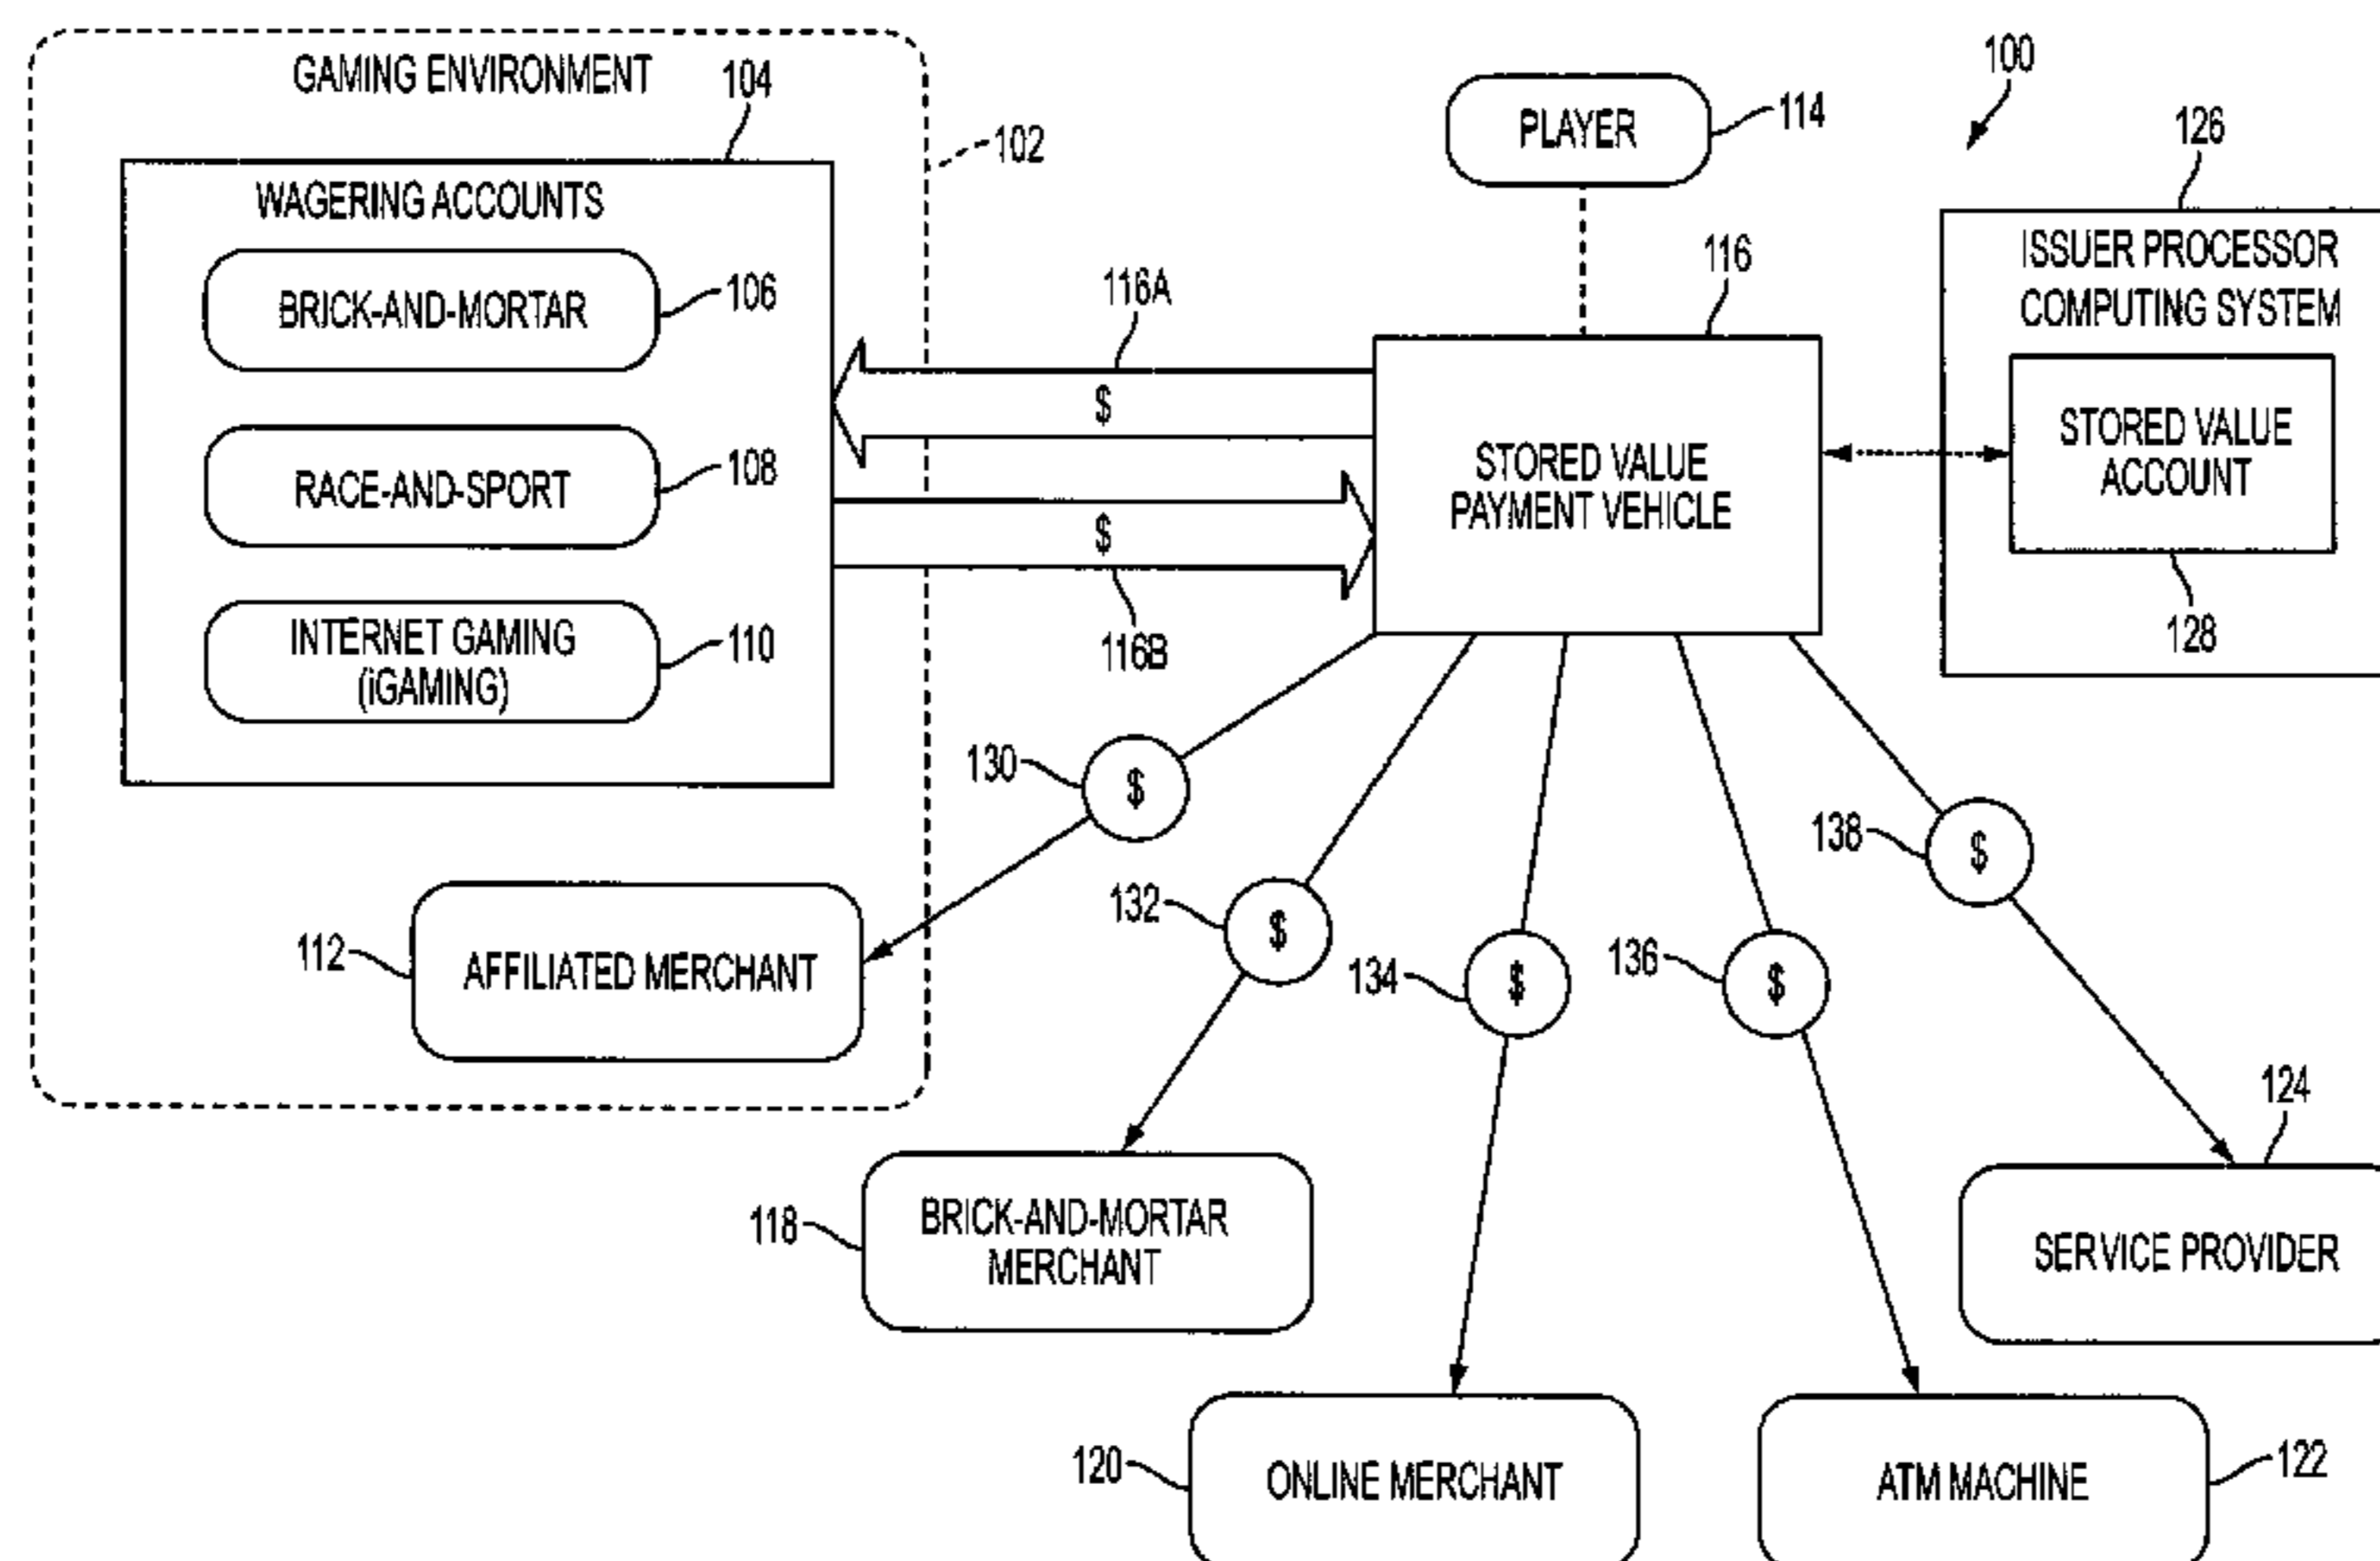 GAMING ENVIRONMENT
104
102
WAGERING ACCOUNTS
BRICK-AND-MORTAR
106
RACE-AND-SPORT
108
INTERNET GAMING
(iGAMING)
110
116A
$
$
116B
PLAYER
114
100
116
STORED VALUE
PAYMENT VEHICLE
126
ISSUER PROCESSOR
COMPUTING SYSTEM
STORED VALUE
ACCOUNT
128
130
$
132
$
134
$
136
$
138
$
112
AFFILIATED MERCHANT
118
BRICK-AND-MORTAR
MERCHANT
124
SERVICE PROVIDER
120
ONLINE MERCHANT
ATM MACHINE
122